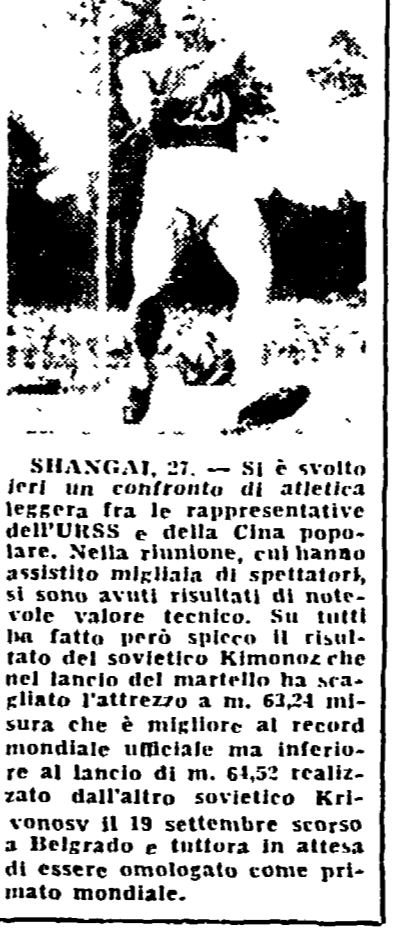 SHANGAI, 27. — Si è svolto
ieri un confronto di atletica
leggera fra le rappresentative
dell'URSS e della Cina popo-
lare. Nella riunione, cui hanno
assistito migliaia di spettatori,
si sono avuti risultati di note-
vole valore tecnico. Su tutti
ha fatto però spicco il risul-
tato del sovietico Kimonoz che
nel lancio del martello ha sca-
gliato l'attrezzo a m. 63,24 mi-
sura che è migliore al record
mondiale ufficiale ma inferio-
re al lancio di m. 64,52 realiz-
zato dall'altro sovietico Kri-
vonosv il 19 settembre scorso
a Belgrado e tuttora in attesa
di essere omologato come pri-
mato mondiale.